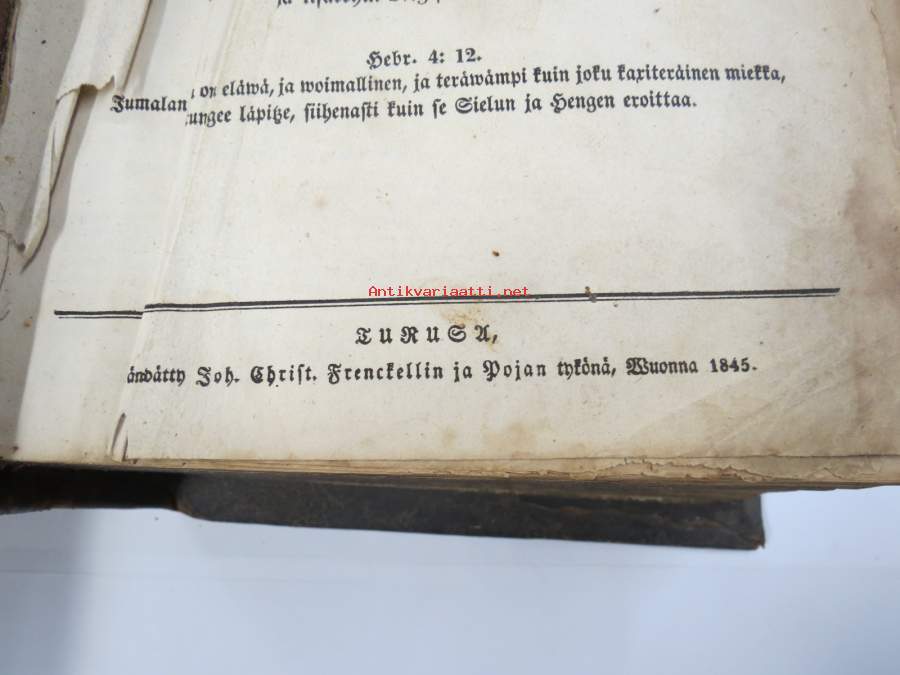 Hebr. 4: 12.
Jumalan on eläwä, ja woimallinen, ja teräwämpi kuin joku kaxiteräinen miekka,
ungee läpitze, siihenasti kuin se Sielun ja Hengen eroittaa.
Antikvariaatti.net
TURUSA,
ändätty Joh. Christ. Frenckellin ja Pojan tykönä, Wuonna 1845.